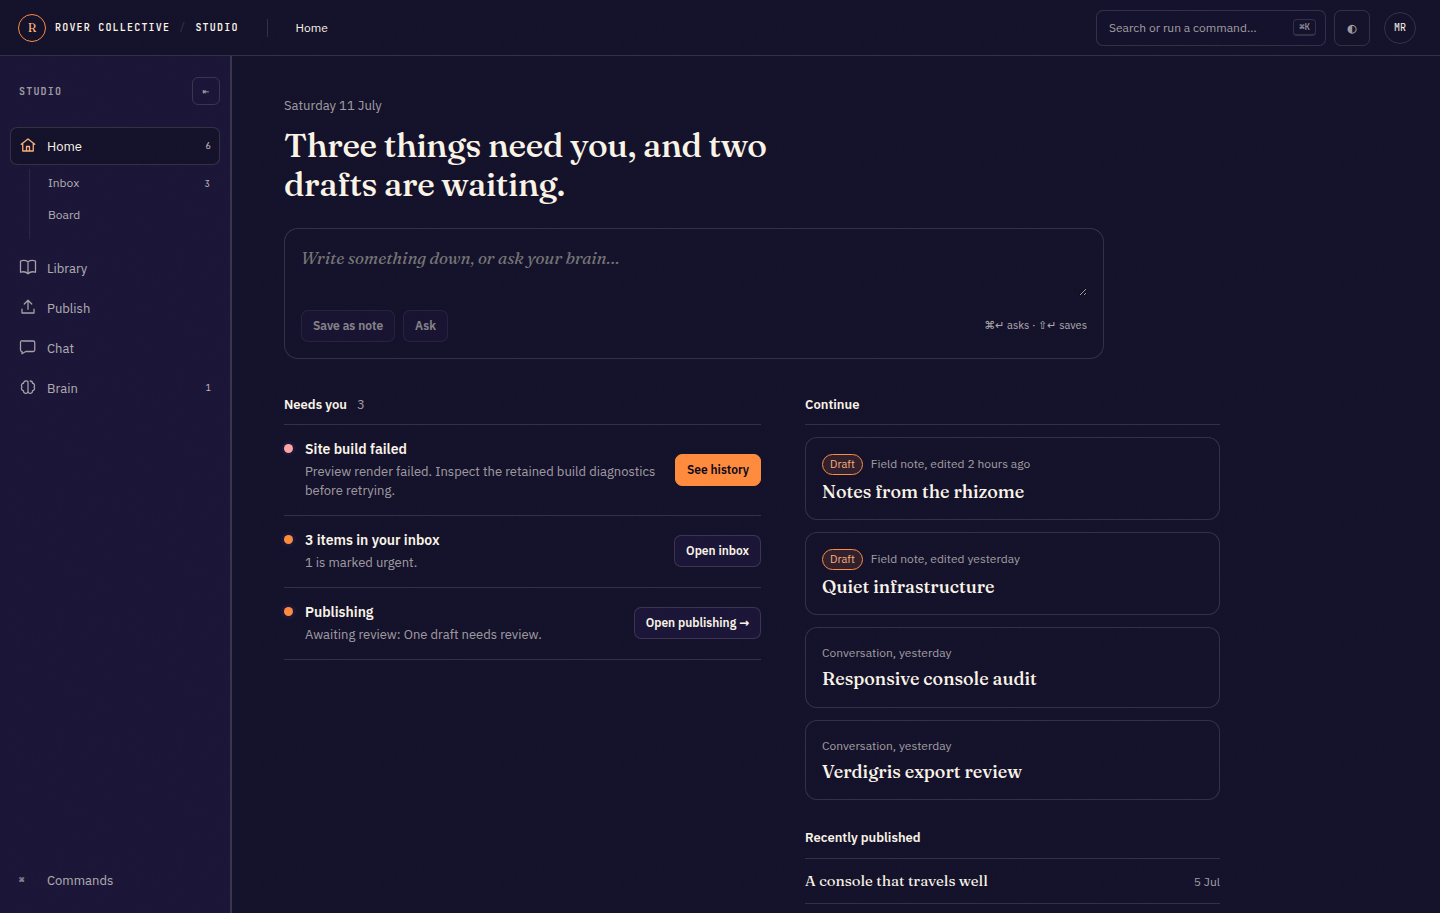 R ROVER COLLECTIVE / STUDIO Home
Search or run a command... ⌘K
MR
STUDIO
Home 6
Inbox 3
Board
Library
Publish
Chat
Brain 1
⌘ Commands
Saturday 11 July
Three things need you, and two
drafts are waiting.
Write something down, or ask your brain...
Save as note Ask ⌘↵ asks · ⇧↵ saves
Needs you 3
Site build failed
Preview render failed. Inspect the retained build diagnostics
before retrying.
See history
3 items in your inbox
1 is marked urgent.
Open inbox
Publishing
Awaiting review: One draft needs review.
Open publishing →
Continue
Draft Field note, edited 2 hours ago
Notes from the rhizome
Draft Field note, edited yesterday
Quiet infrastructure
Conversation, yesterday
Responsive console audit
Conversation, yesterday
Verdigris export review
Recently published
A console that travels well 5 Jul